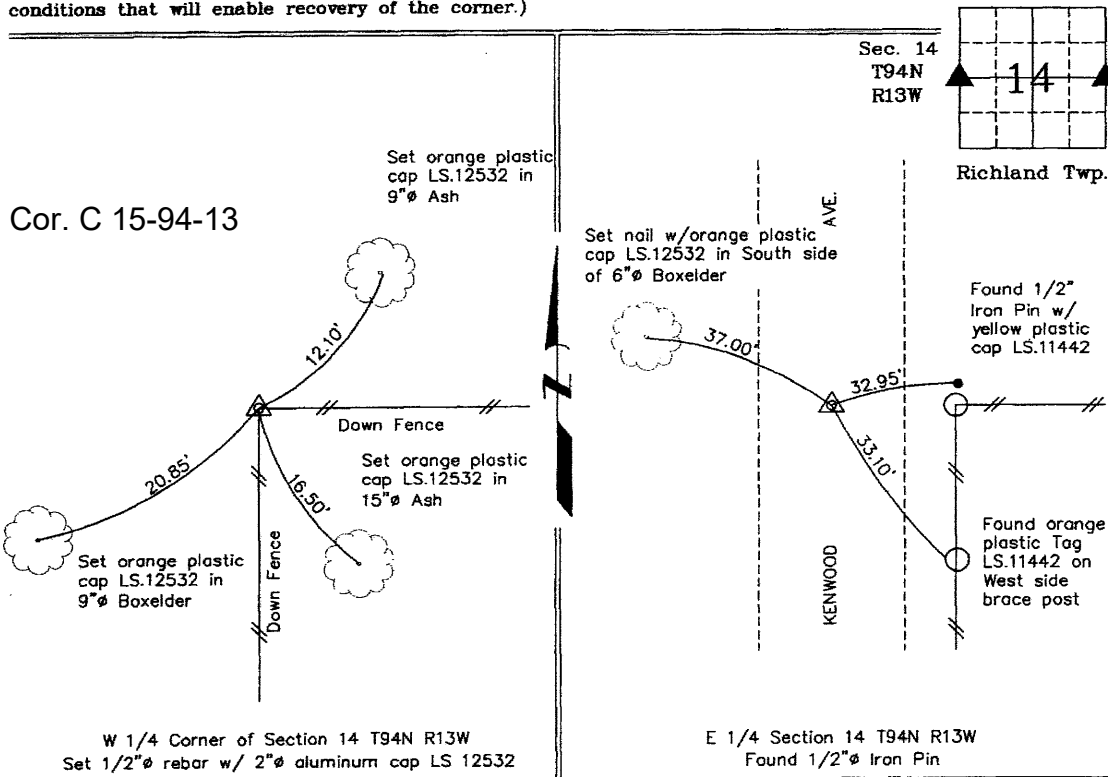 conditions that will enable recovery of the corner.)
Sec. 14
T94N
R13W
14
Richland Twp.
Cor. C 15-94-13
Set orange plastic
cap LS.12532 in
9"ø Ash
12.10'
Down Fence
Set orange plastic
cap LS.12532 in
15"ø Ash
20.85'
16.50'
Set orange plastic
cap LS.12532 in
9"ø Boxelder
Down Fence
W 1/4 Corner of Section 14 T94N R13W
Set 1/2"ø rebar w/ 2"ø aluminum cap LS 12532
Z
Set nail w/orange plastic
cap LS.12532 in South side
of 6"ø Boxelder
AVE.
Found 1/2"
Iron Pin w/
yellow plastic
cap LS.11442
37.00'
32.95'
33.10'
KENWOOD
Found orange
plastic Tag
LS.11442 on
West side
brace post
E 1/4 Section 14 T94N R13W
Found 1/2"ø Iron Pin